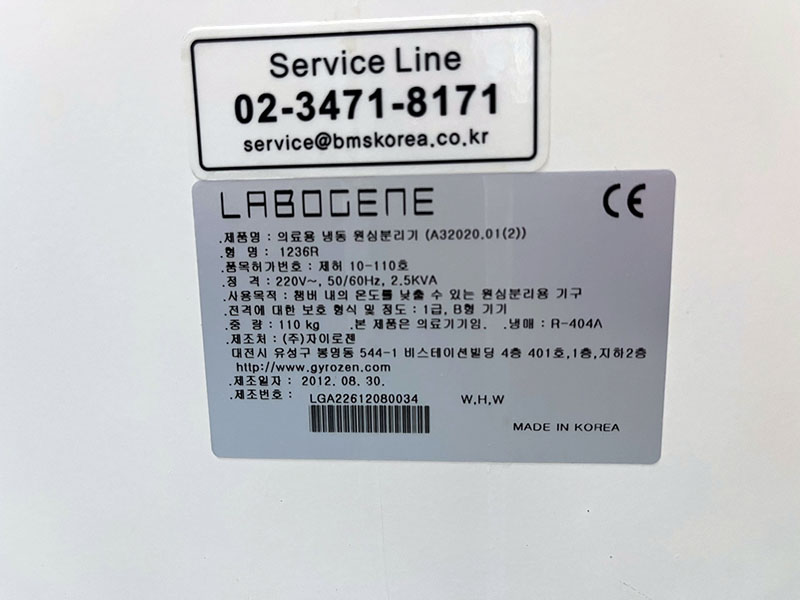 Service Line
02-3471-8171
service@bmskorea.co.kr
LABOGENE CE
.제품명 : 의료용 냉동 원심분리기 (A32020.01(2))
.형 명 : 1236R
.품목허가번호 : 제허 10-110호
.정 격 : 220V~, 50/60Hz, 2.5KVA
.사용목적 : 챔버 내의 온도를 낮출 수 있는 원심분리용 기구
.전격에 대한 보호 형식 및 정도 : 1급, B형 기기
.중 량 : 110 kg .본 제품은 의료기기임. .냉매 : R-404A
.제조처 : (주)자이로젠
대전시 유성구 봉명동 544-1 비스테이션빌딩 4층 401호,1층,지하2층
http://www.gyrozen.com
.제조일자 : 2012. 08. 30.
.제조번호 : LGA22612080034 W.H.W
MADE IN KOREA